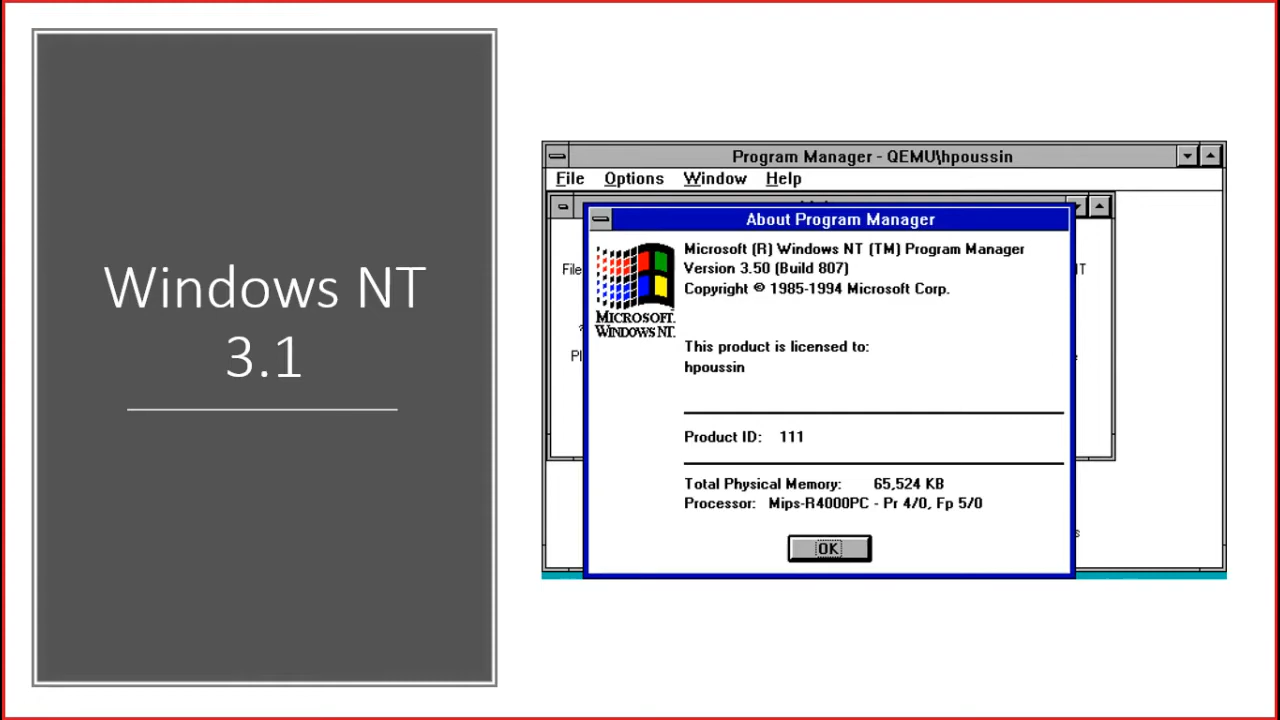 Windows NT
3.1
Program Manager - QEMU\hpoussin
File Options Window Help
About Program Manager
Microsoft (R) Windows NT (TM) Program Manager
Version 3.50 (Build 807)
Copyright © 1985-1994 Microsoft Corp.
MICROSOFT.
WINDOWS NT.
This product is licensed to:
hpoussin
Product ID: 111
Total Physical Memory: 65,524 KB
Processor: Mips-R4000PC - Pr 4/0, Fp 5/0
OK